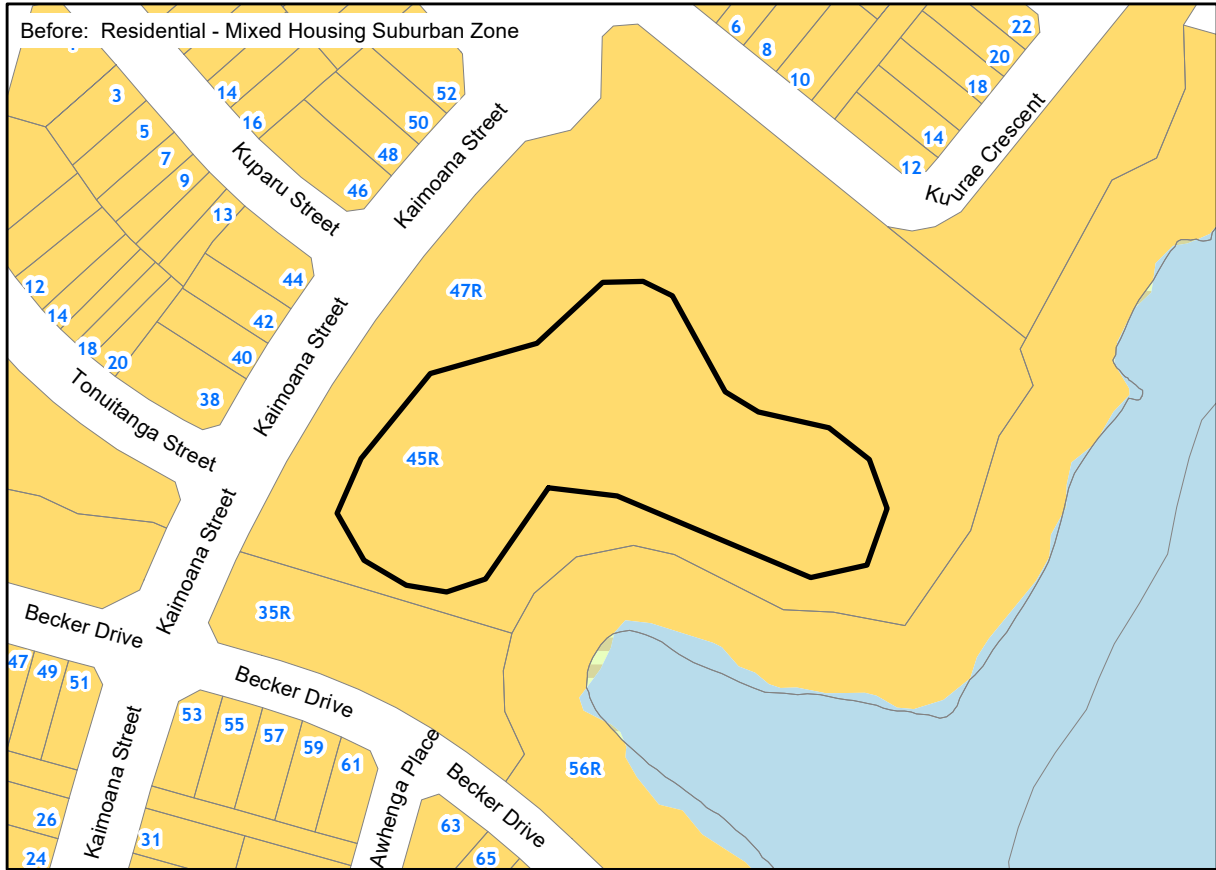 Before: Residential - Mixed Housing Suburban Zone
3
5
7
9
13
14
16
Kuparu Street
52
50
48
46
Kaimoana Street
6
8
10
22
20
18
14
12
Kuurae Crescent
12
14
18
20
44
42
40
38
Tonuitanga Street
Kaimoana Street
47R
45R
Kaimoana Street
Becker Drive
35R
47
49
51
Becker Drive
53
55
57
59
61
Kaimoana Street
Awhenga Place
Becker Drive
56R
26
24
31
63
65